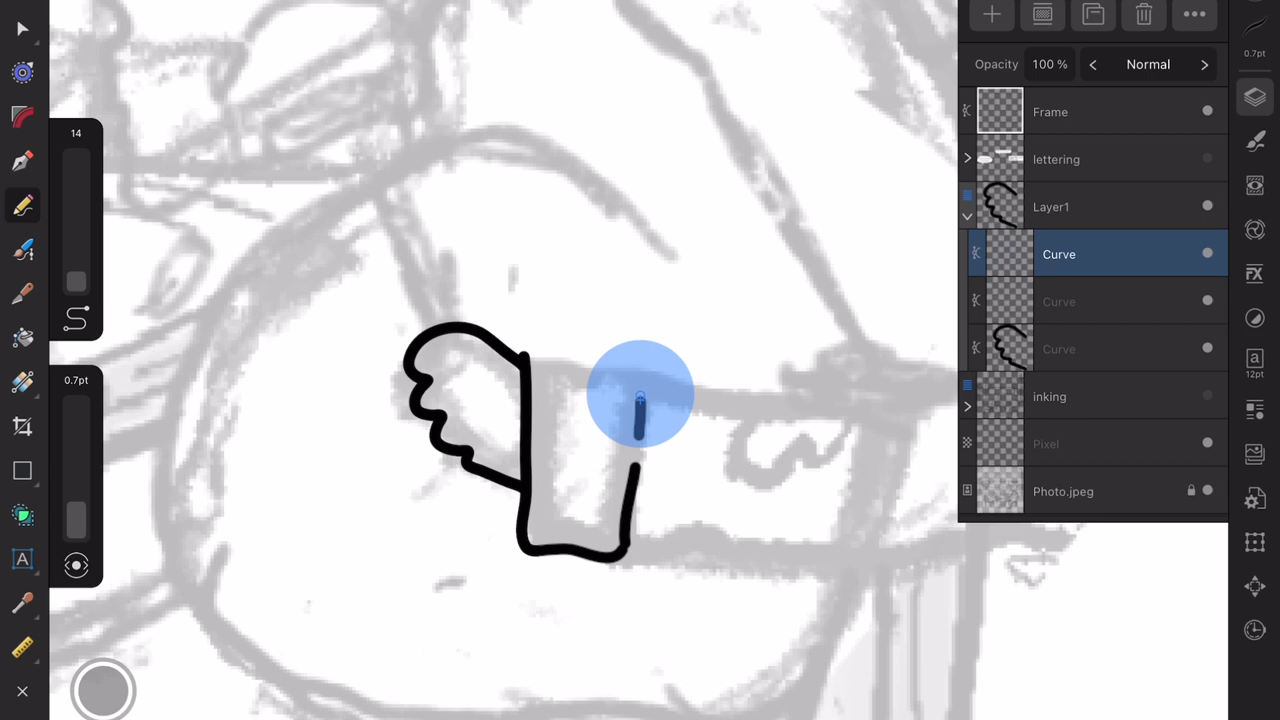 14
0.7pt
A
Opacity 100 % < Normal >
Frame
lettering
Layer1
Curve
Curve
Curve
inking
Pixel
Photo.jpeg
0.7pt
FX
a
12pt